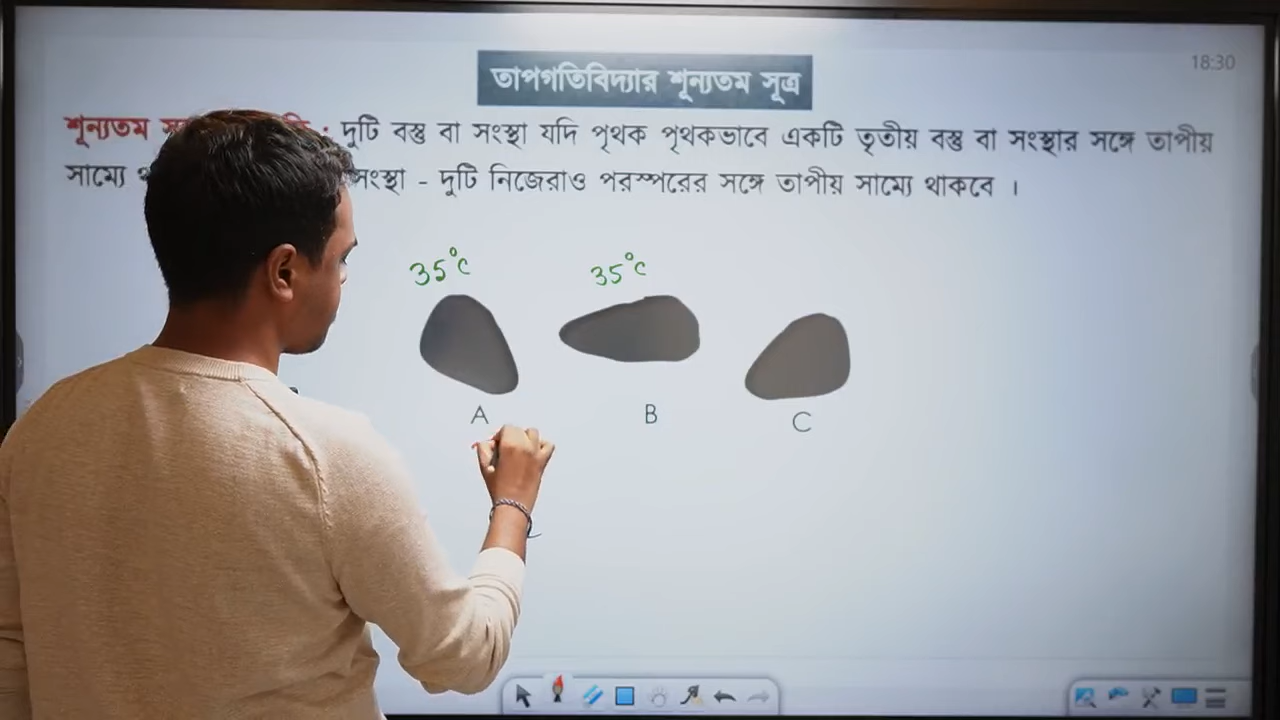 তাপগতিবিদ্যার শূন্যতম সূত্র
18:30
শূন্যতম : দুটি বস্তু বা সংস্থা যদি পৃথক পৃথকভাবে একটি তৃতীয় বস্তু বা সংস্থার সঙ্গে তাপীয়
সাম্যে সংস্থা - দুটি নিজেরাও পরস্পরের সঙ্গে তাপীয় সাম্যে থাকবে ।
35°C 35°C
A B C